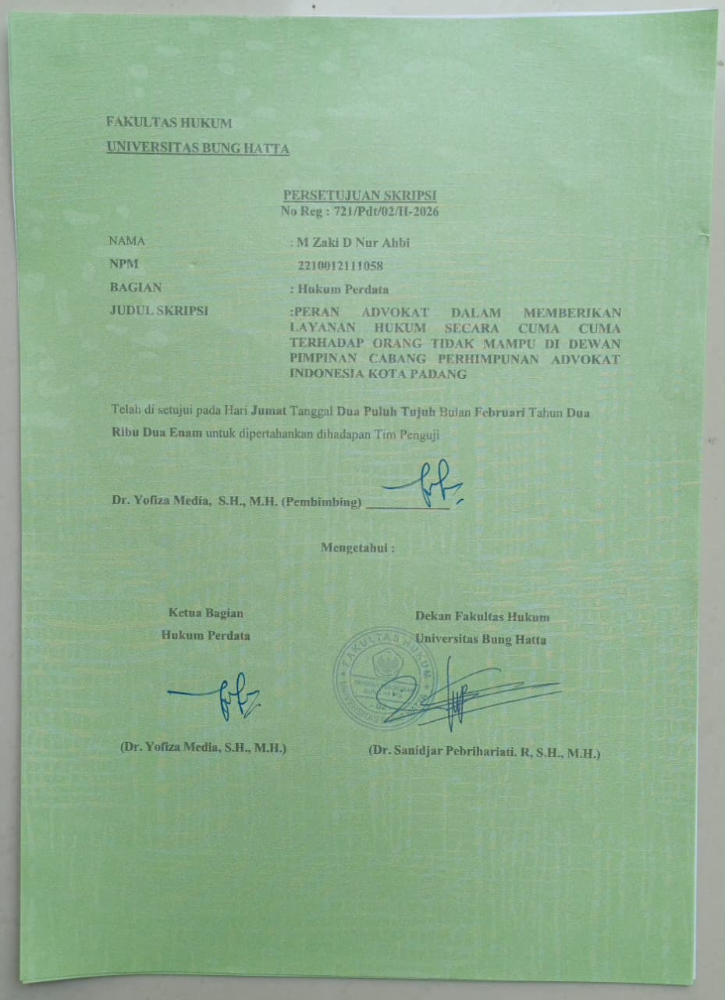 FAKULTAS HUKUM
UNIVERSITAS BUNG HATTA
PERSETUJUAN SKRIPSI
No Reg : 721/Pdt/02/II-2026
NAMA : M Zaki D Nur Ahbi
NPM 2210012111058
BAGIAN : Hukum Perdata
JUDUL SKRIPSI :PERAN ADVOKAT DALAM MEMBERIKAN
LAYANAN HUKUM SECARA CUMA CUMA
TERHADAP ORANG TIDAK MAMPU DI DEWAN
PIMPINAN CABANG PERHIMPUNAN ADVOKAT
INDONESIA KOTA PADANG
Telah di setujui pada Hari Jumat Tanggal Dua Puluh Tujuh Bulan Februari Tahun Dua
Ribu Dua Enam untuk dipertahankan dihadapan Tim Penguji
Dr. Yofiza Media, S.H., M.H. (Pembimbing)
Mengetahui :
Ketua Bagian
Hukum Perdata
Dekan Fakultas Hukum
Universitas Bung Hatta
FAKULTAS HUKUM
UNIVERSITAS
(Dr. Yofiza Media, S.H., M.H.)
(Dr. Sanidjar Pebrihariati. R, S.H., M.H.)